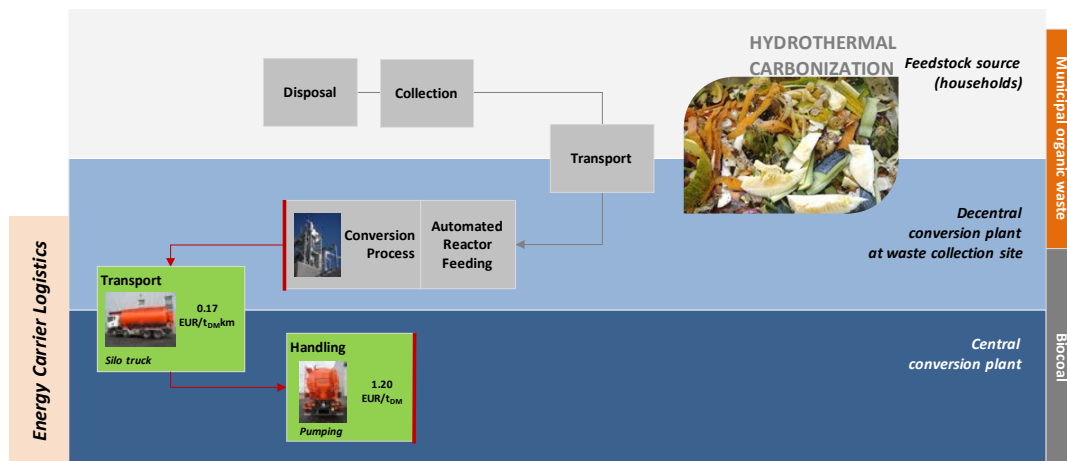 HYDROTHERMAL
CARBONIZATION
Feedstock source
(households)
Municipal organic waste
Disposal
Collection
Transport
Decentral
conversion plant
at waste collection site
Conversion
Process
Automated
Reactor
Feeding
Energy Carrier Logistics
Transport
0.17
EUR/tDMkm
Silo truck
Central
conversion plant
Biocoal
Handling
1.20
EUR/tDM
Pumping